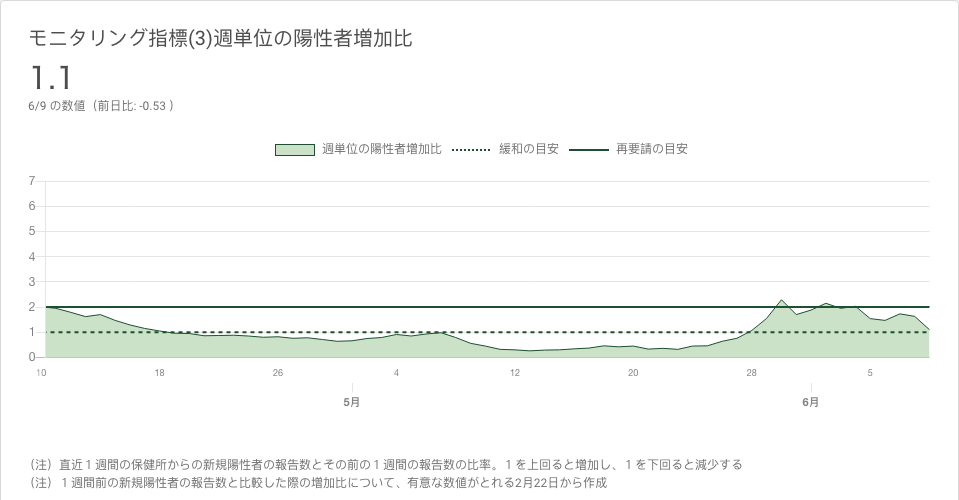 モニタリング指標(3)週単位の陽性者増加比
1.1
6/9 の数値（前日比: -0.53 ）
週単位の陽性者増加比 緩和の目安 再要請の目安
7
6
5
4
3
2
1
0
10 18 26 4 12 20 28 5
5月 6月
（注）直近１週間の保健所からの新規陽性者の報告数とその前の１週間の報告数の比率。１を上回ると増加し、１を下回ると減少する
（注）１週間前の新規陽性者の報告数と比較した際の増加比について、有意な数値がとれる2月22日から作成